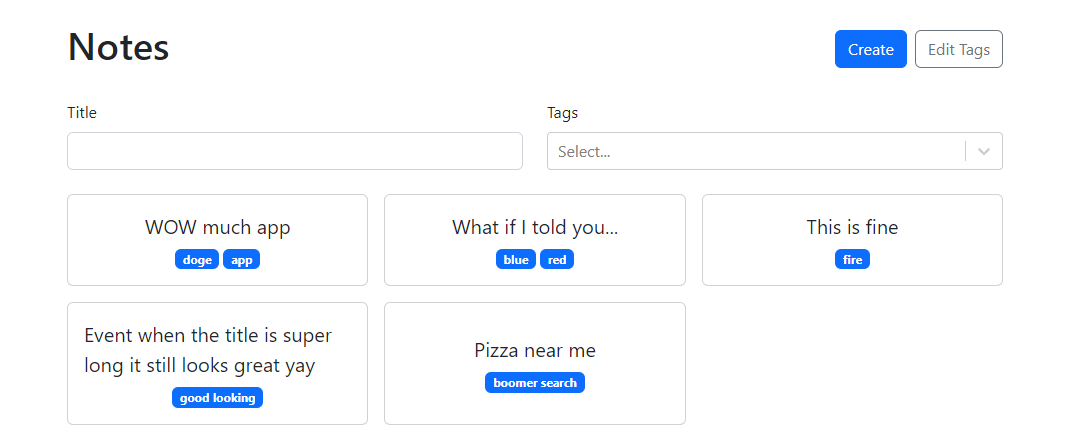 Notes
Create
Edit Tags
Title
Tags
Select...
WOW much app
doge app
What if I told you...
blue red
This is fine
fire
Event when the title is super
long it still looks great yay
good looking
Pizza near me
boomer search